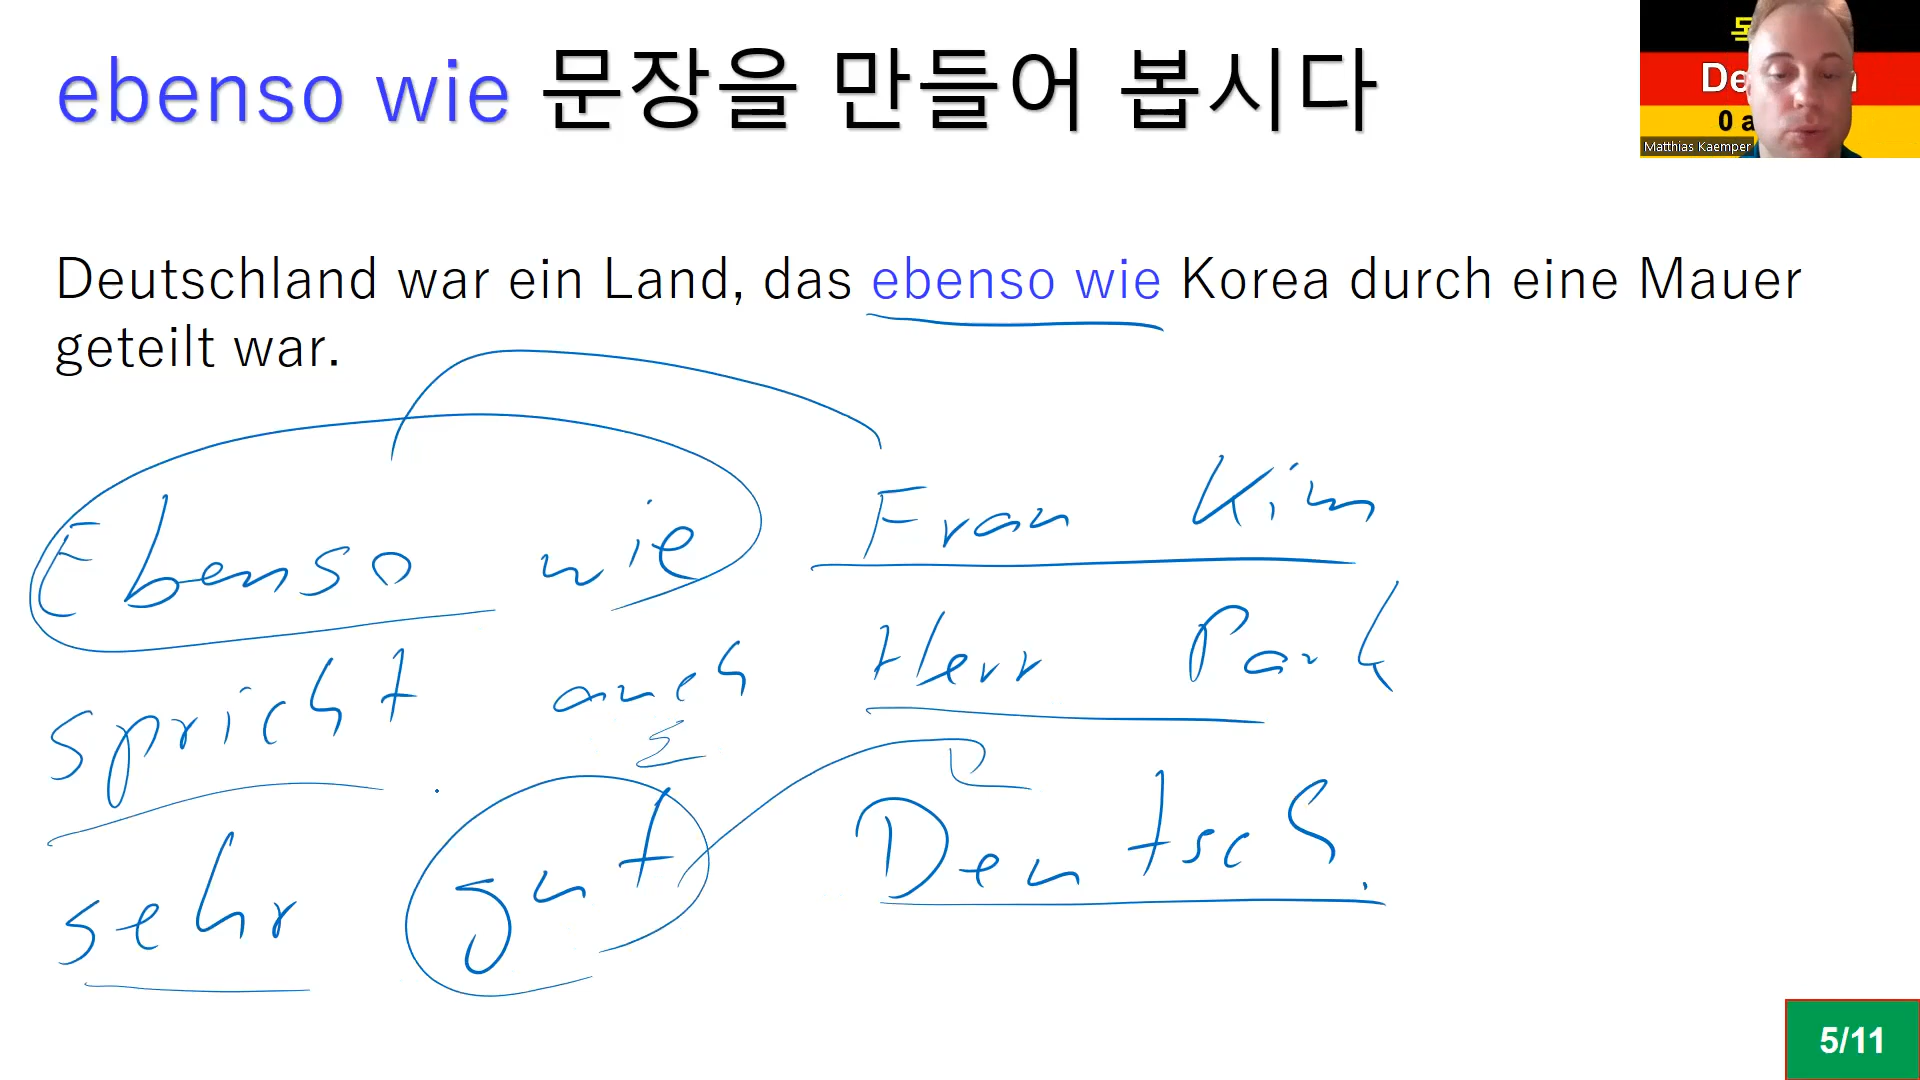 ebenso wie 문장을 만들어 봅시다
De
0 a
Matthias Kaemper
Deutschland war ein Land, das ebenso wie Korea durch eine Mauer
geteilt war.
Ebenso wie Frau Kim
spricht auch Herr Park
sehr gut Deutsch.
5/11